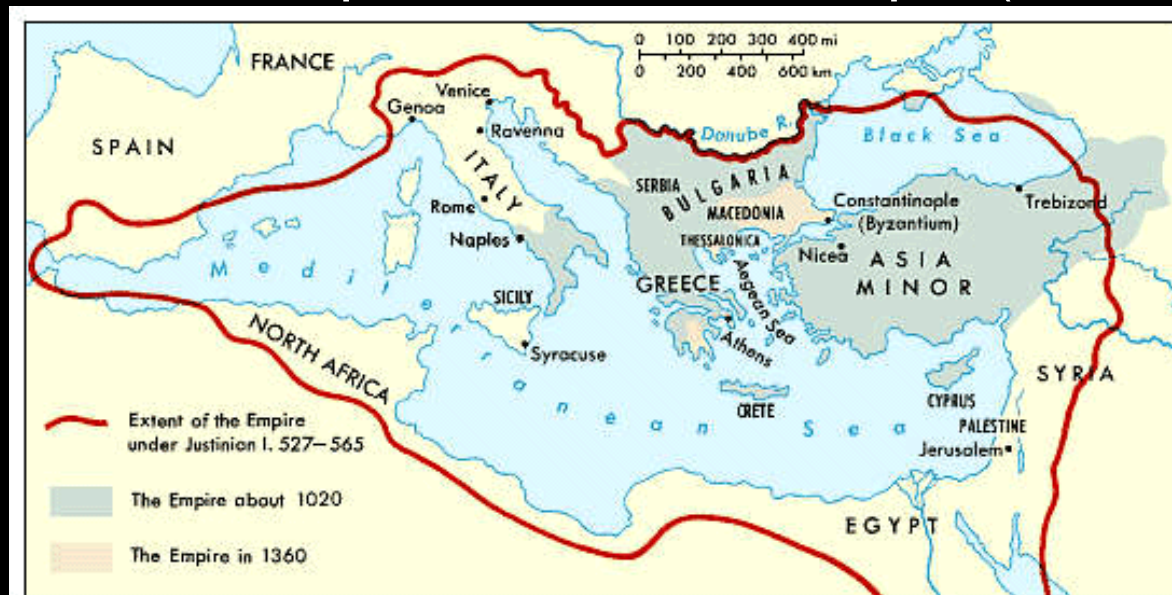 0 100 200 300 400 mi
0 200 400 600 km
FRANCE
SPAIN
Genoa
Venice
Ravenna
ITALY
Rome
Naples
SICILY
Syracuse
Danube R.
Black Sea
SERBIA
BULGARIA
MACEDONIA
THESSALONICA
Constantinople
(Byzantium)
Trebizond
Nicea
ASIA
MINOR
GREECE
Aegean Sea
Athens
CRETE
CYPRUS
SYRIA
PALESTINE
Jerusalem
Mediterranean Sea
NORTH AFRICA
EGYPT
Extent of the Empire
under Justinion I. 527–565
The Empire about 1020
The Empire in 1360